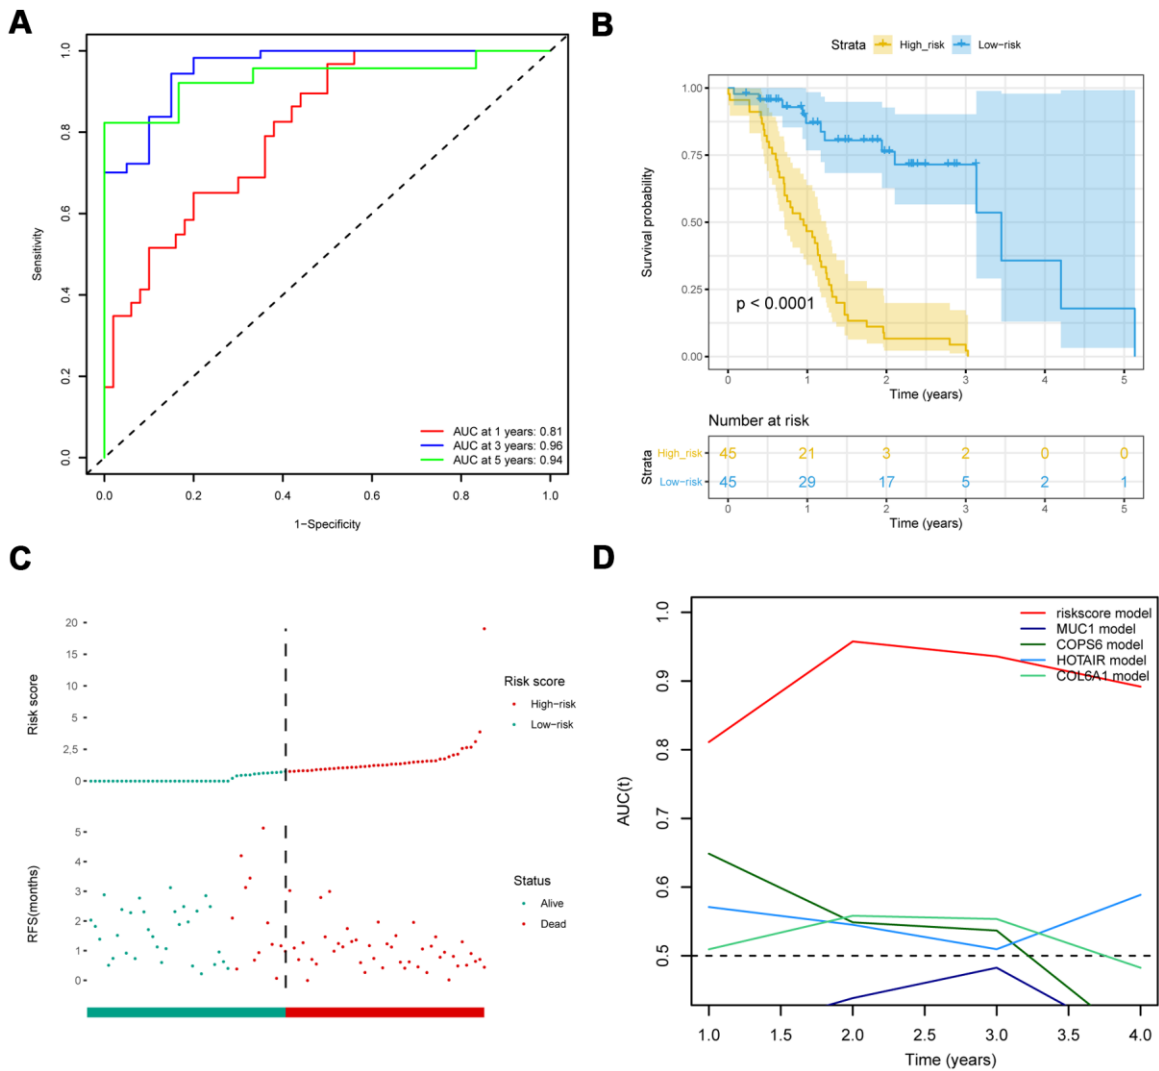 A
1.0
0.8
0.6
0.4
0.2
0.0
Sensitivity
AUC at 1 years: 0.81
AUC at 3 years: 0.96
AUC at 5 years: 0.94
0.0 0.2 0.4 0.6 0.8 1.0
1-Specificity
B
Strata High_risk Low-risk
1.00
0.75
0.50
0.25
0.00
Survival probability
p < 0.0001
0 1 2 3 4 5
Time (years)
Number at risk
Strata
High_risk 45 21 3 2 0 0
Low-risk 45 29 17 5 2 1
0 1 2 3 4 5
Time (years)
C
20
15
10
5
2,5
0
Risk score
Risk score
High-risk
Low-risk
5
4
3
2
1
0
RFS(months)
Status
Alive
Dead
D
1.0
0.9
0.8
0.7
0.6
0.5
AUC(t)
riskscore model
MUC1 model
COPS6 model
HOTAIR model
COL6A1 model
1.0 1.5 2.0 2.5 3.0 3.5 4.0
Time (years)